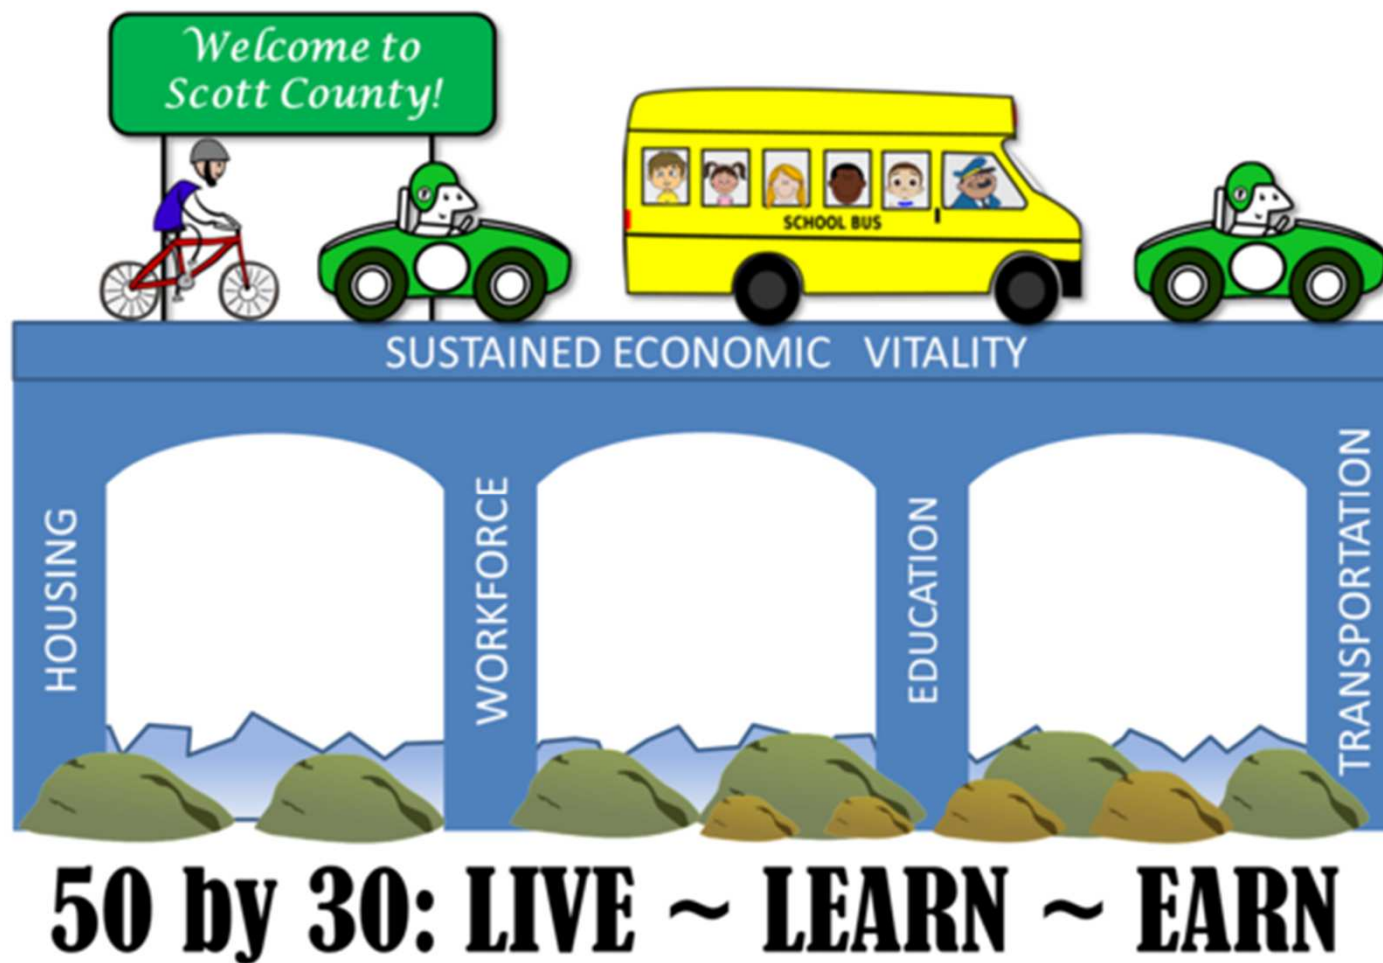 Welcome to
Scott County!
SCHOOL BUS
SUSTAINED ECONOMIC VITALITY
HOUSING
WORKFORCE
EDUCATION
TRANSPORTATION
50 by 30: LIVE ~ LEARN ~ EARN